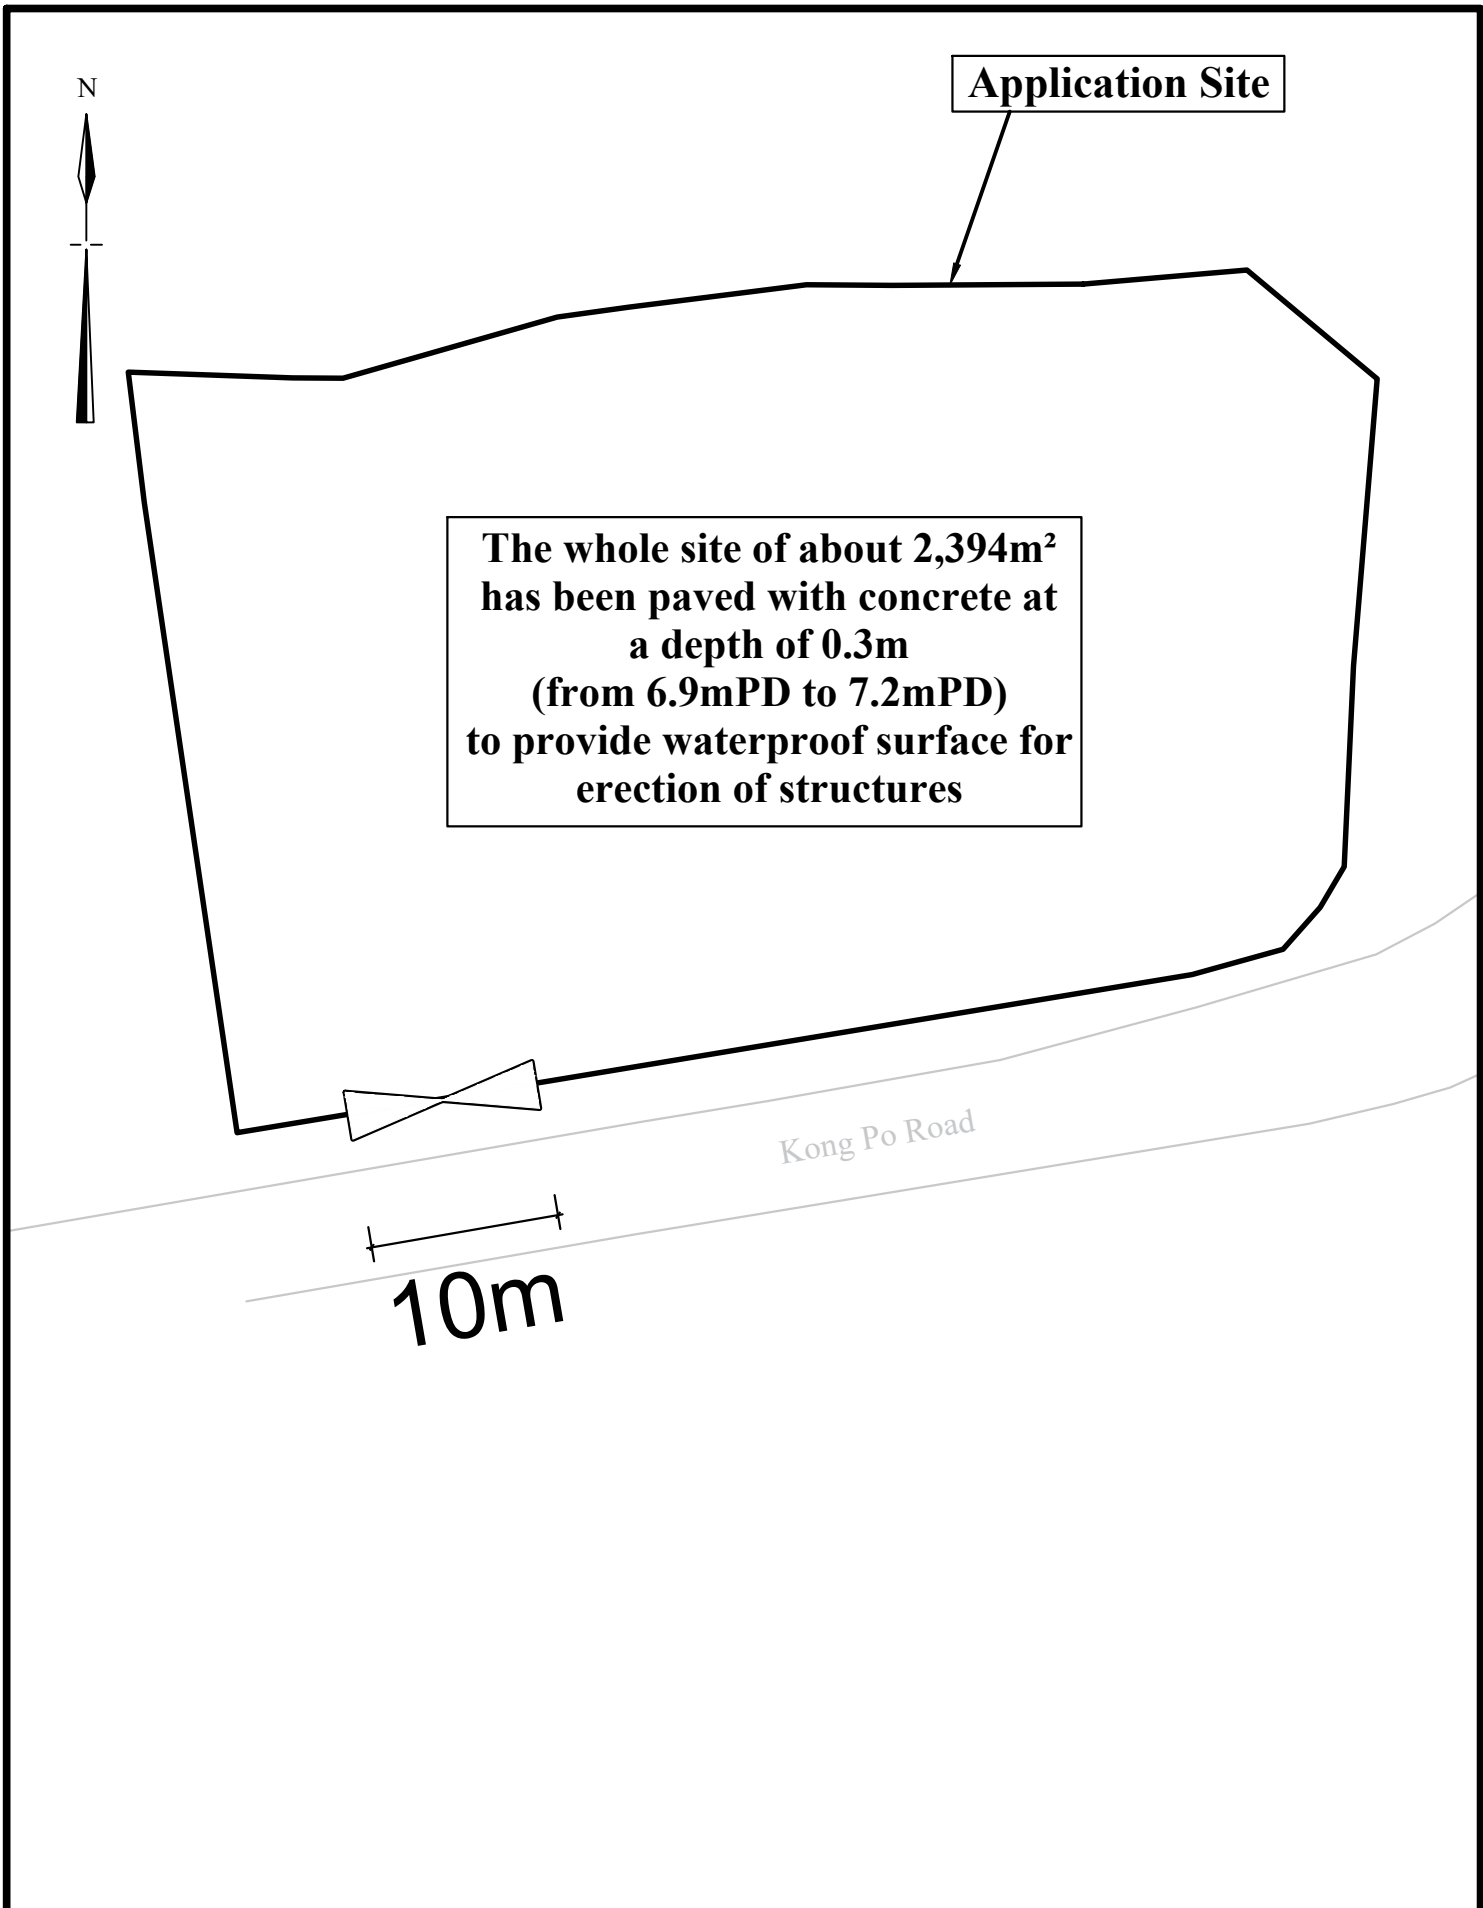 N
Application Site
The whole site of about 2,394m²
has been paved with concrete at
a depth of 0.3m
(from 6.9mPD to 7.2mPD)
to provide waterproof surface for
erection of structures
Kong Po Road
10m